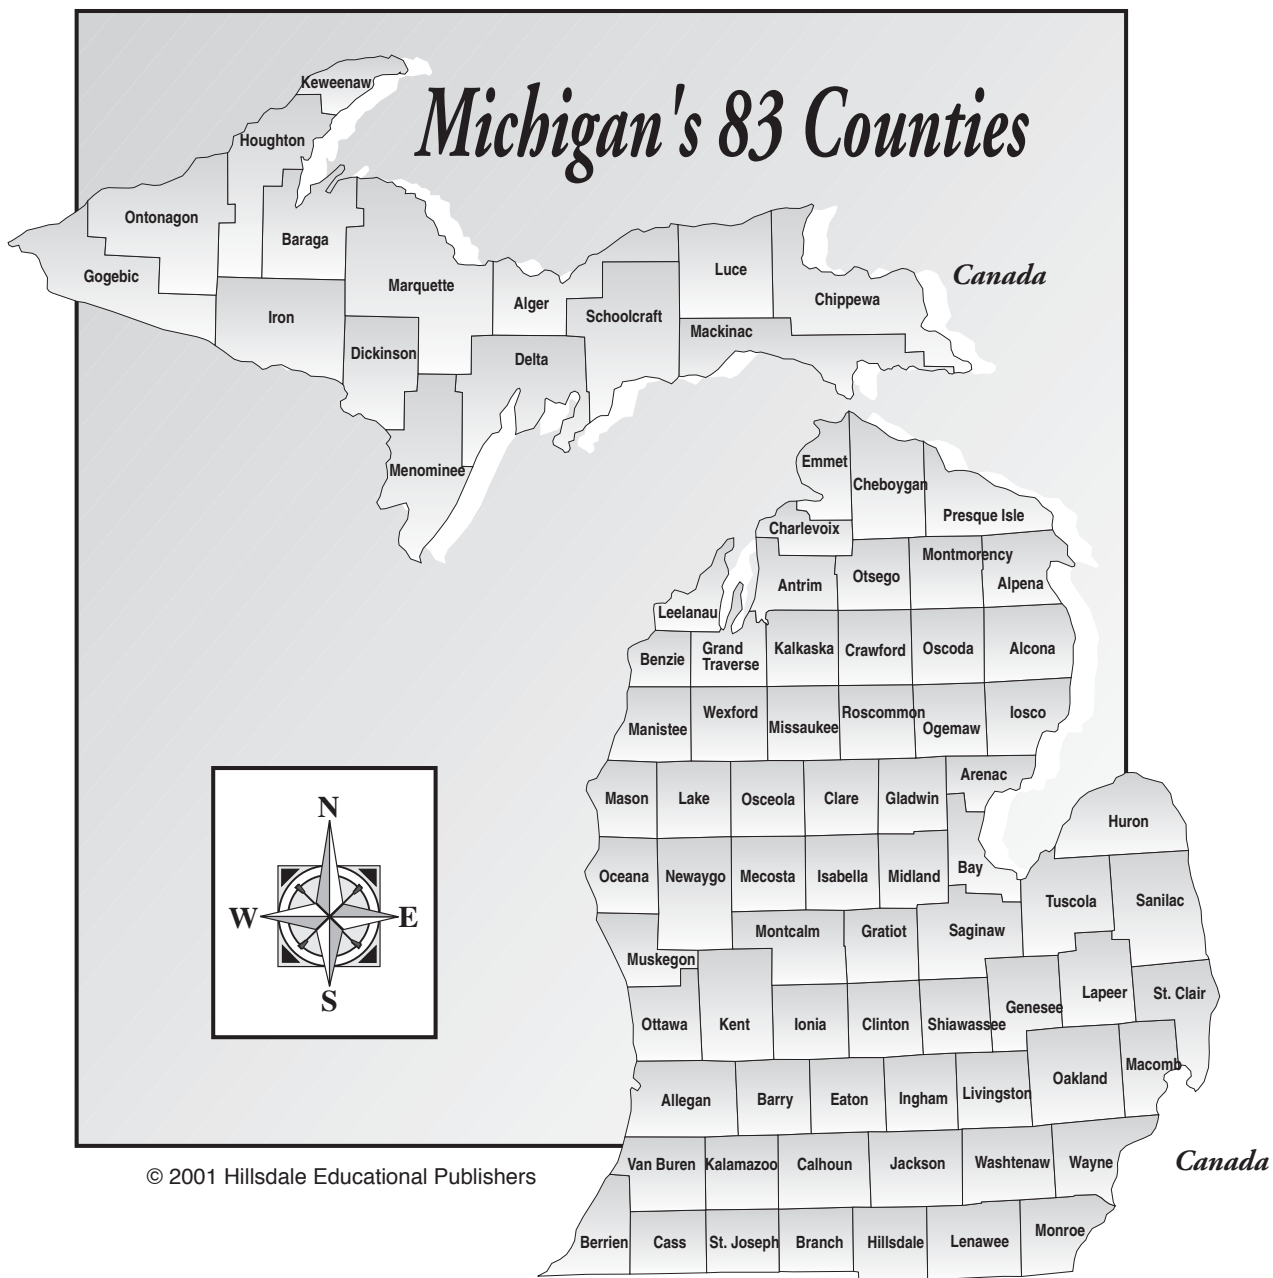 Michigan's 83 Counties
Keweenaw
Houghton
Ontonagon
Baraga
Gogebic
Marquette
Luce
Canada
Alger
Chippewa
Iron
Schoolcraft
Mackinac
Dickinson
Delta
Menominee
Emmet
Cheboygan
Presque Isle
Charlevoix
Montmorency
Antrim
Otsego
Alpena
Leelanau
Benzie
Grand
Traverse
Kalkaska
Crawford
Oscoda
Alcona
Manistee
Wexford
Missaukee
Roscommon
Ogemaw
Iosco
Arenac
Mason
Lake
Osceola
Clare
Gladwin
Huron
N
W
E
S
Oceana
Newaygo
Mecosta
Isabella
Midland
Bay
Tuscola
Sanilac
Montcalm
Gratiot
Saginaw
Muskegon
Ottawa
Kent
Ionia
Clinton
Shiawassee
Genesee
Lapeer
St. Clair
Allegan
Barry
Eaton
Ingham
Livingston
Oakland
Macomb
Van Buren
Kalamazoo
Calhoun
Jackson
Washtenaw
Wayne
Canada
© 2001 Hillsdale Educational Publishers
Berrien
Cass
St. Joseph
Branch
Hillsdale
Lenawee
Monroe